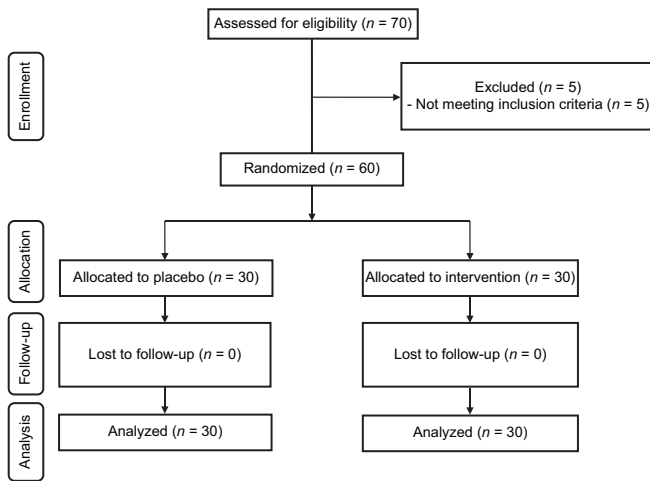 Assessed for eligibility (n = 70)
Enrollment
Excluded (n = 5)
- Not meeting inclusion criteria (n = 5)
Randomized (n = 60)
Allocation
Allocated to placebo (n = 30)
Allocated to intervention (n = 30)
Follow-up
Lost to follow-up (n = 0)
Lost to follow-up (n = 0)
Analysis
Analyzed (n = 30)
Analyzed (n = 30)